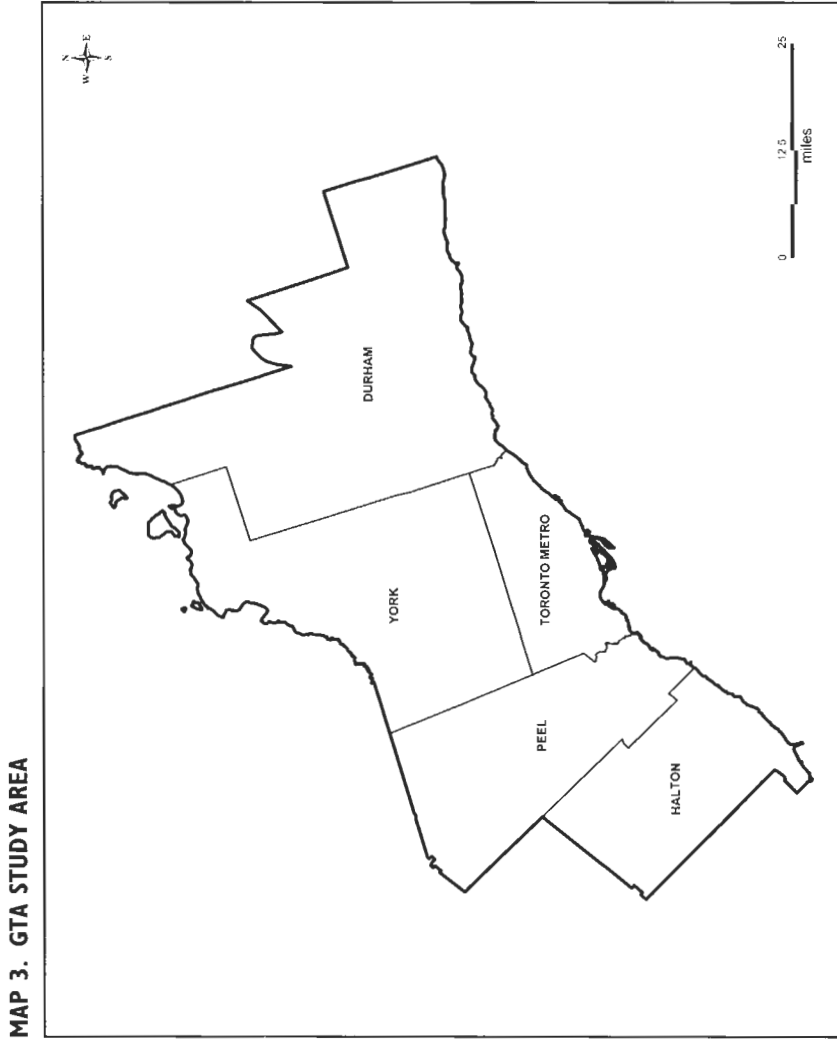 MAP 3. GTA STUDY AREA
N
W E
S
DURHAM
YORK
TORONTO METRO
PEEL
HALTON
0 12.5 25
miles